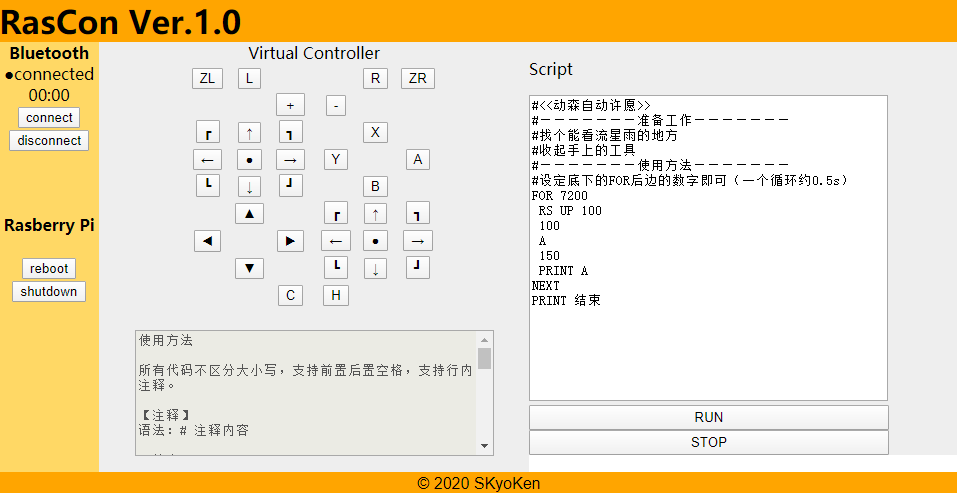 RasCon Ver.1.0
Bluetooth
●connected
00:00
connect
disconnect
Rasberry Pi
reboot
shutdown
Virtual Controller
ZL L R ZR
+ -
┏ ↑ ┓ X
← ● → Y A
┗ ↓ ┛ B
▲ ┏ ↑ ┓
◀ ▶ ← ● →
▼ ┗ ↓ ┛
C H
使用方法
所有代码不区分大小写，支持前置后置空格，支持行内
注释。
【注释】
语法：# 注释内容
Script
#<<动森自动许愿>>
#－－－－－－－准备工作－－－－－－－
#找个能看流星雨的地方
#收起手上的工具
#－－－－－－－使用方法－－－－－－－
#设定底下的FOR后边的数字即可（一个循环约0.5s）
FOR 7200
RS UP 100
100
A
150
PRINT A
NEXT
PRINT 结束
RUN
STOP
© 2020 SKyoKen